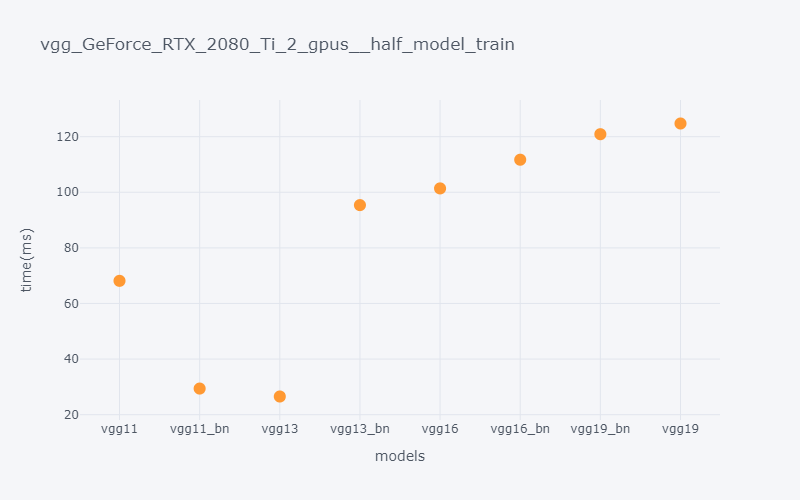 vgg_GeForce_RTX_2080_Ti_2_gpus__half_model_train
time(ms)
120
100
80
60
40
20
vgg11 vgg11_bn vgg13 vgg13_bn vgg16 vgg16_bn vgg19_bn vgg19
models